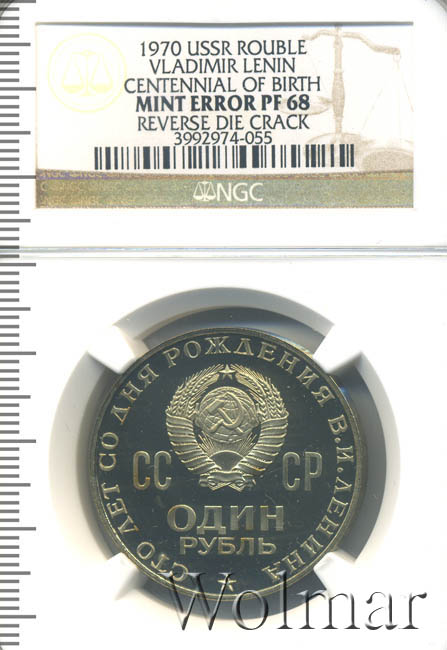 1970 USSR ROUBLE
VLADIMIR LENIN
CENTENNIAL OF BIRTH
MINT ERROR PF 68
REVERSE DIE CRACK
3992974-055
NGC
СТО ЛЕТ СО ДНЯ РОЖДЕНИЯ В.И.ЛЕНИНА
СС СР
ОДИН
РУБЛЬ
Wolmar